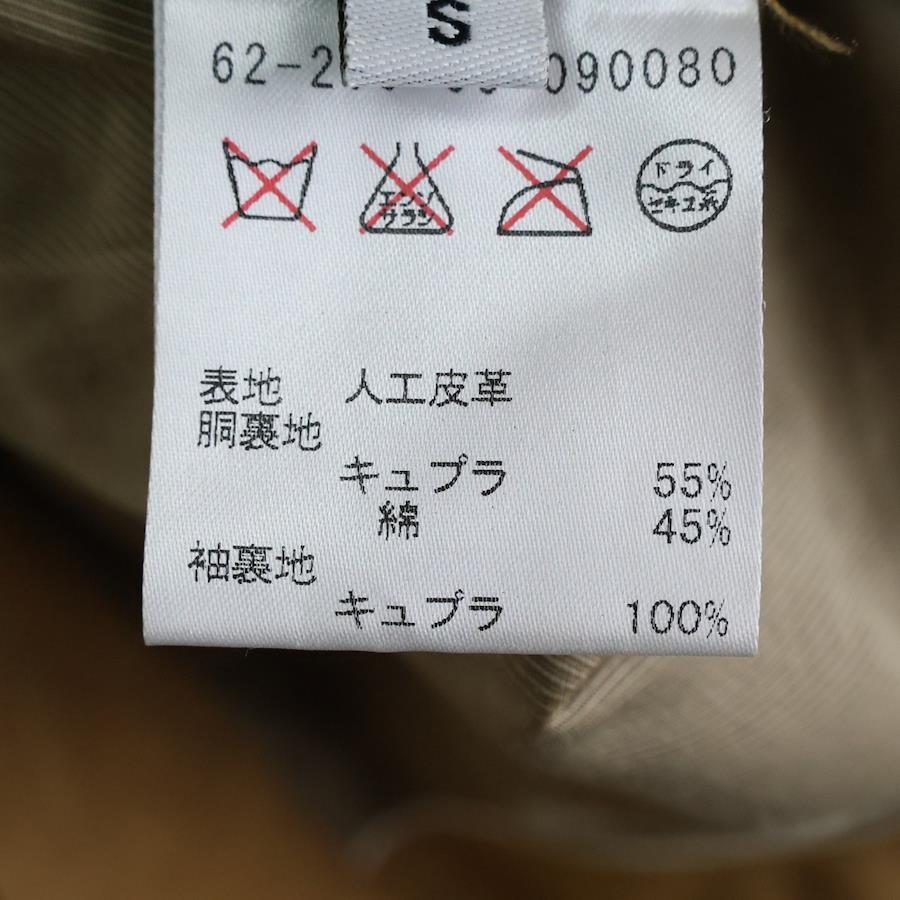 S
62-2 090080
エンソ
サラシ
ドライ
セキユ系
表地 人工皮革
胴裏地
キュプラ 55%
綿 45%
袖裏地
キュプラ 100%